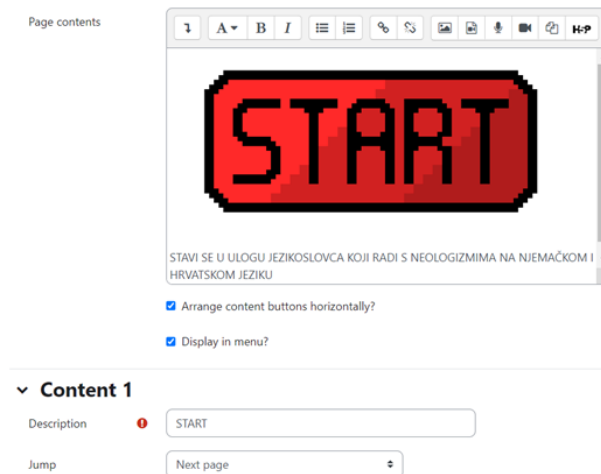 Page contents
A B I H-P
START
STAVI SE U ULOGU JEZIKOSLOVCA KOJI RADI S NEOLOGIZMIMA NA NJEMAČKOM I
HRVATSKOM JEZIKU
Arrange content buttons horizontally?
Display in menu?
Content 1
Description START
Jump Next page